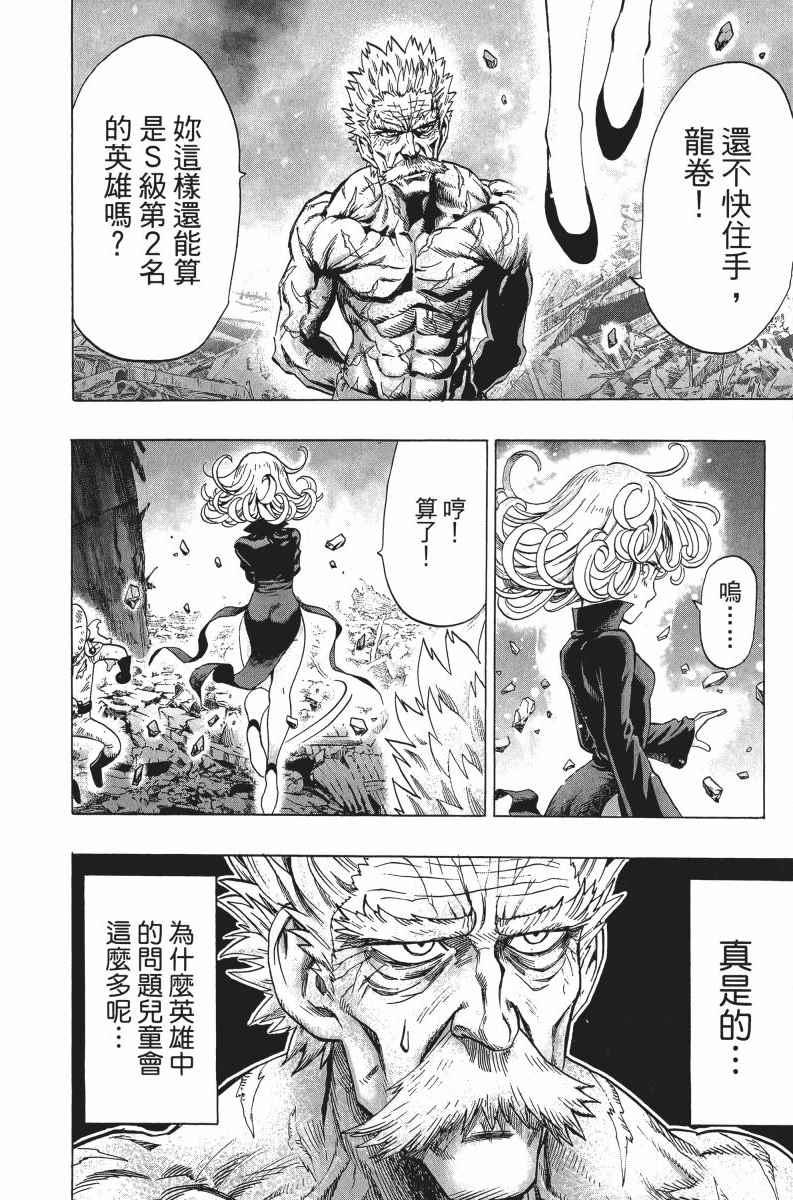 還不快住手，
龍卷！
妳這樣還能算
是Ｓ級第２名
的英雄嗎？
嗚……
哼！
算了！
真是的…
為什麼英雄中
的問題兒童會
這麼多呢…